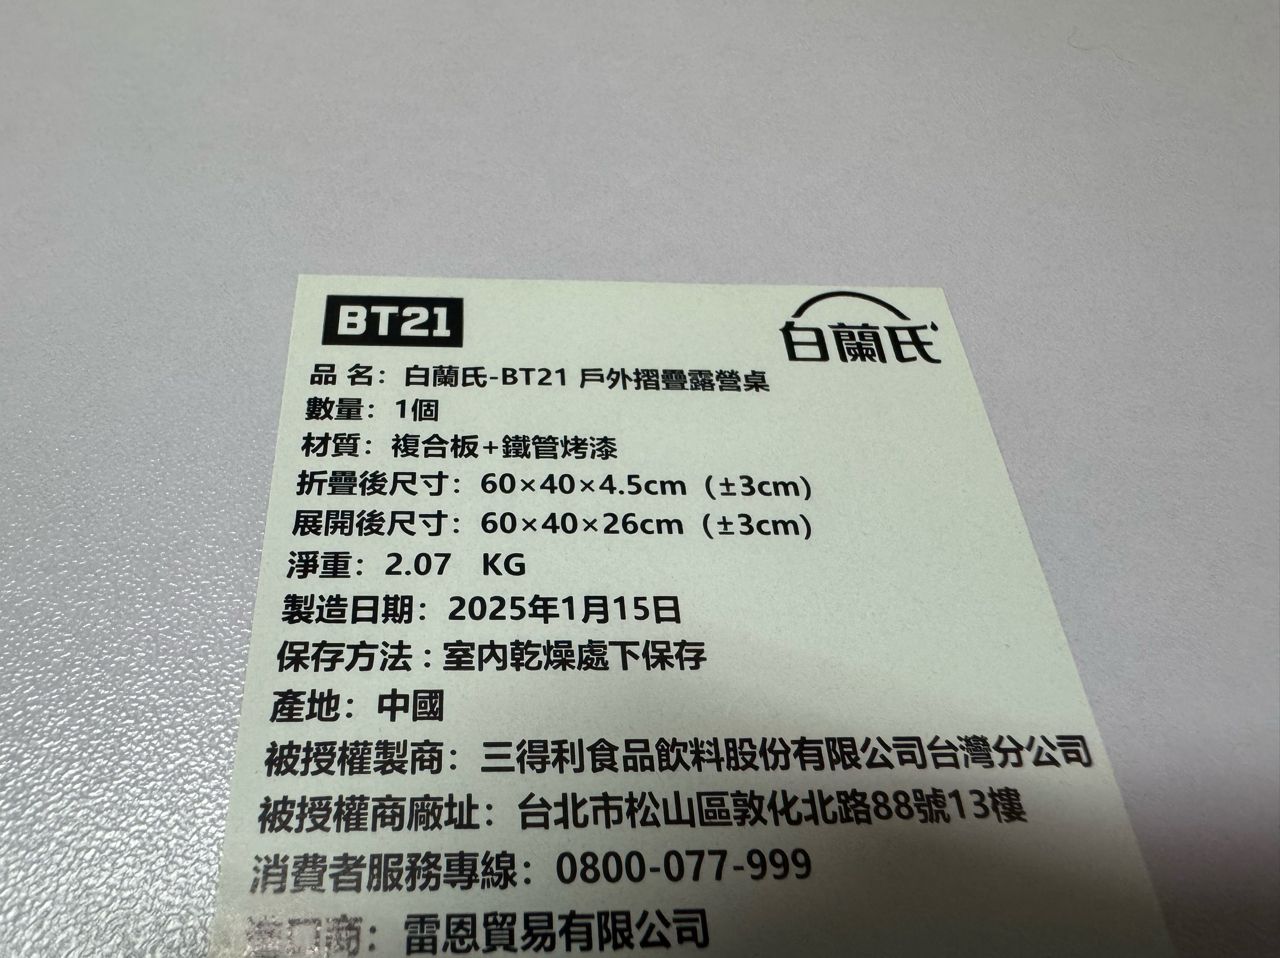 BT21
白蘭氏
品 名：白蘭氏-BT21 戶外摺疊露營桌
數量：1個
材質：複合板+鐵管烤漆
折疊後尺寸：60×40×4.5cm（±3cm）
展開後尺寸：60×40×26cm（±3cm）
淨重：2.07 KG
製造日期：2025年1月15日
保存方法：室內乾燥處下保存
產地：中國
被授權製商：三得利食品飲料股份有限公司台灣分公司
被授權商廠址：台北市松山區敦化北路88號13樓
消費者服務專線：0800-077-999
進口商：雷恩貿易有限公司